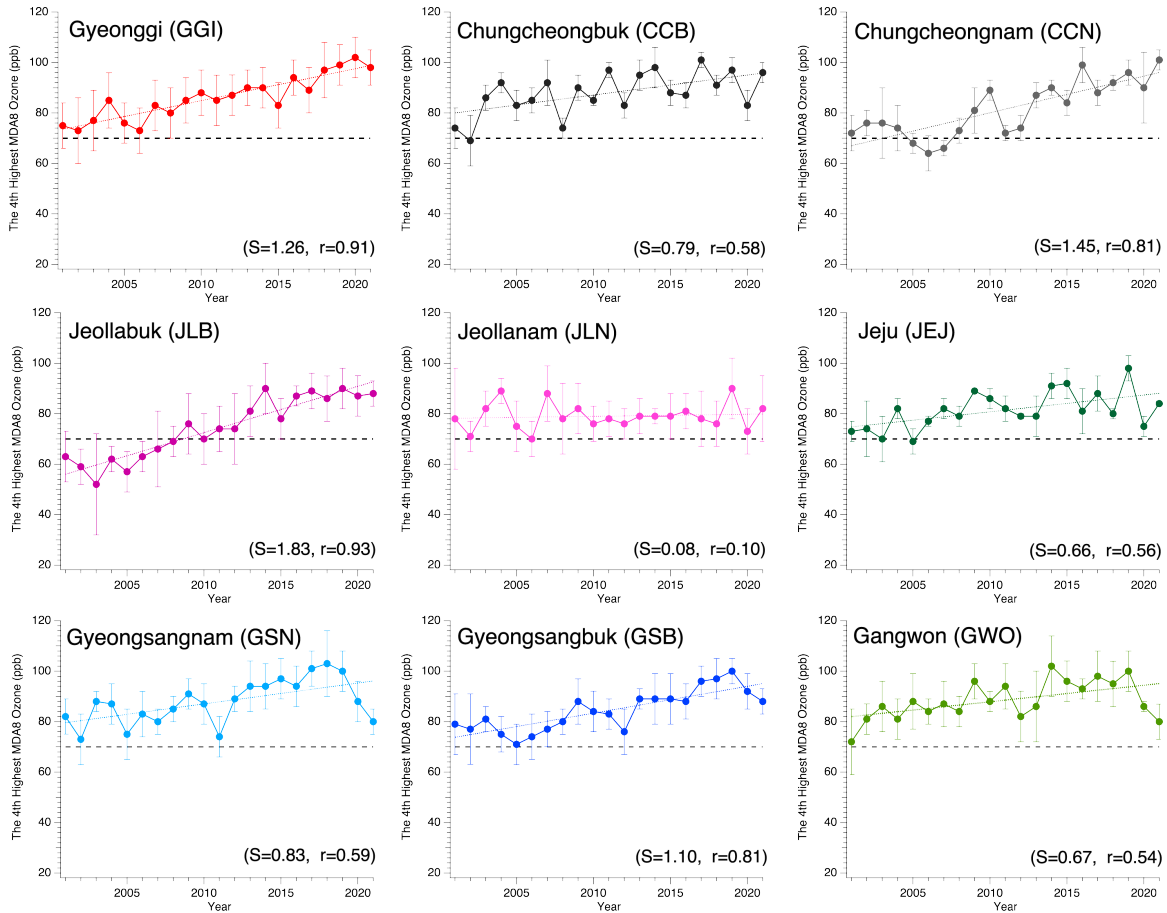 Gyeonggi (GGI)
The 4th Highest MDA8 Ozone (ppb)
120
100
80
60
40
20
(S=1.26, r=0.91)
2005 2010 2015 2020
Year
Chungcheongbuk (CCB)
The 4th Highest MDA8 Ozone (ppb)
120
100
80
60
40
20
(S=0.79, r=0.58)
2005 2010 2015 2020
Year
Chungcheongnam (CCN)
The 4th Highest MDA8 Ozone (ppb)
120
100
80
60
40
20
(S=1.45, r=0.81)
2005 2010 2015 2020
Year
Jeollabuk (JLB)
The 4th Highest MDA8 Ozone (ppb)
120
100
80
60
40
20
(S=1.83, r=0.93)
2005 2010 2015 2020
Year
Jeollanam (JLN)
The 4th Highest MDA8 Ozone (ppb)
120
100
80
60
40
20
(S=0.08, r=0.10)
2005 2010 2015 2020
Year
Jeju (JEJ)
The 4th Highest MDA8 Ozone (ppb)
120
100
80
60
40
20
(S=0.66, r=0.56)
2005 2010 2015 2020
Year
Gyeongsangnam (GSN)
The 4th Highest MDA8 Ozone (ppb)
120
100
80
60
40
20
(S=0.83, r=0.59)
2005 2010 2015 2020
Year
Gyeongsangbuk (GSB)
The 4th Highest MDA8 Ozone (ppb)
120
100
80
60
40
20
(S=1.10, r=0.81)
2005 2010 2015 2020
Year
Gangwon (GWO)
The 4th Highest MDA8 Ozone (ppb)
120
100
80
60
40
20
(S=0.67, r=0.54)
2005 2010 2015 2020
Year